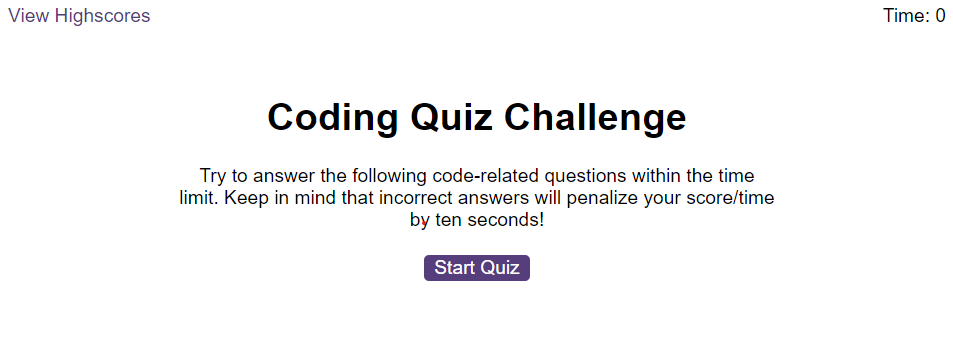 View Highscores
Time: 0
Coding Quiz Challenge
Try to answer the following code-related questions within the time
limit. Keep in mind that incorrect answers will penalize your score/time
by ten seconds!
Start Quiz